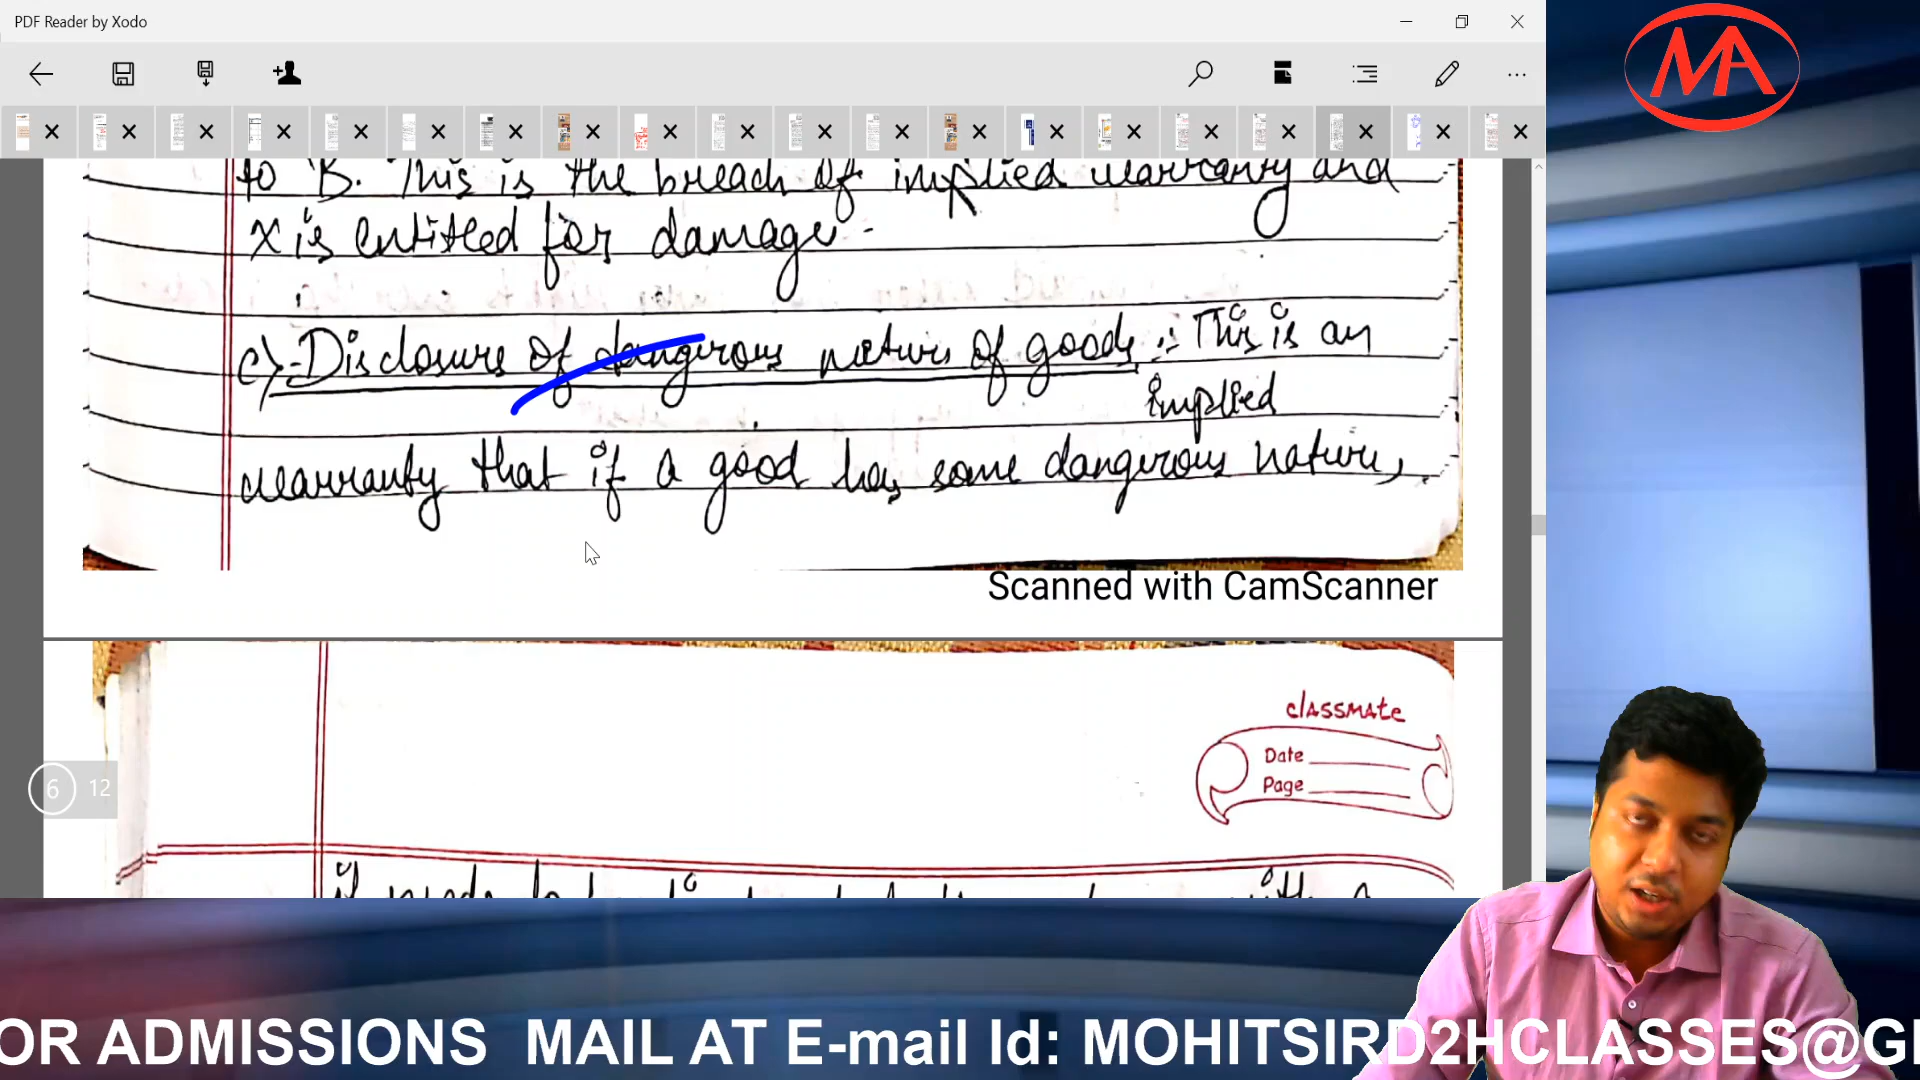 PDF Reader by Xodo
MA
to B. This is the breach of implied warranty and
X is entitled for damage.
c) Disclosure of dangerous nature of goods :- This is an
implied
warranty that if a good has some dangerous nature,
Scanned with CamScanner
classmate
Date
Page
6 12
OR ADMISSIONS MAIL AT E-mail Id: MOHITSIRD2HCLASSES@G